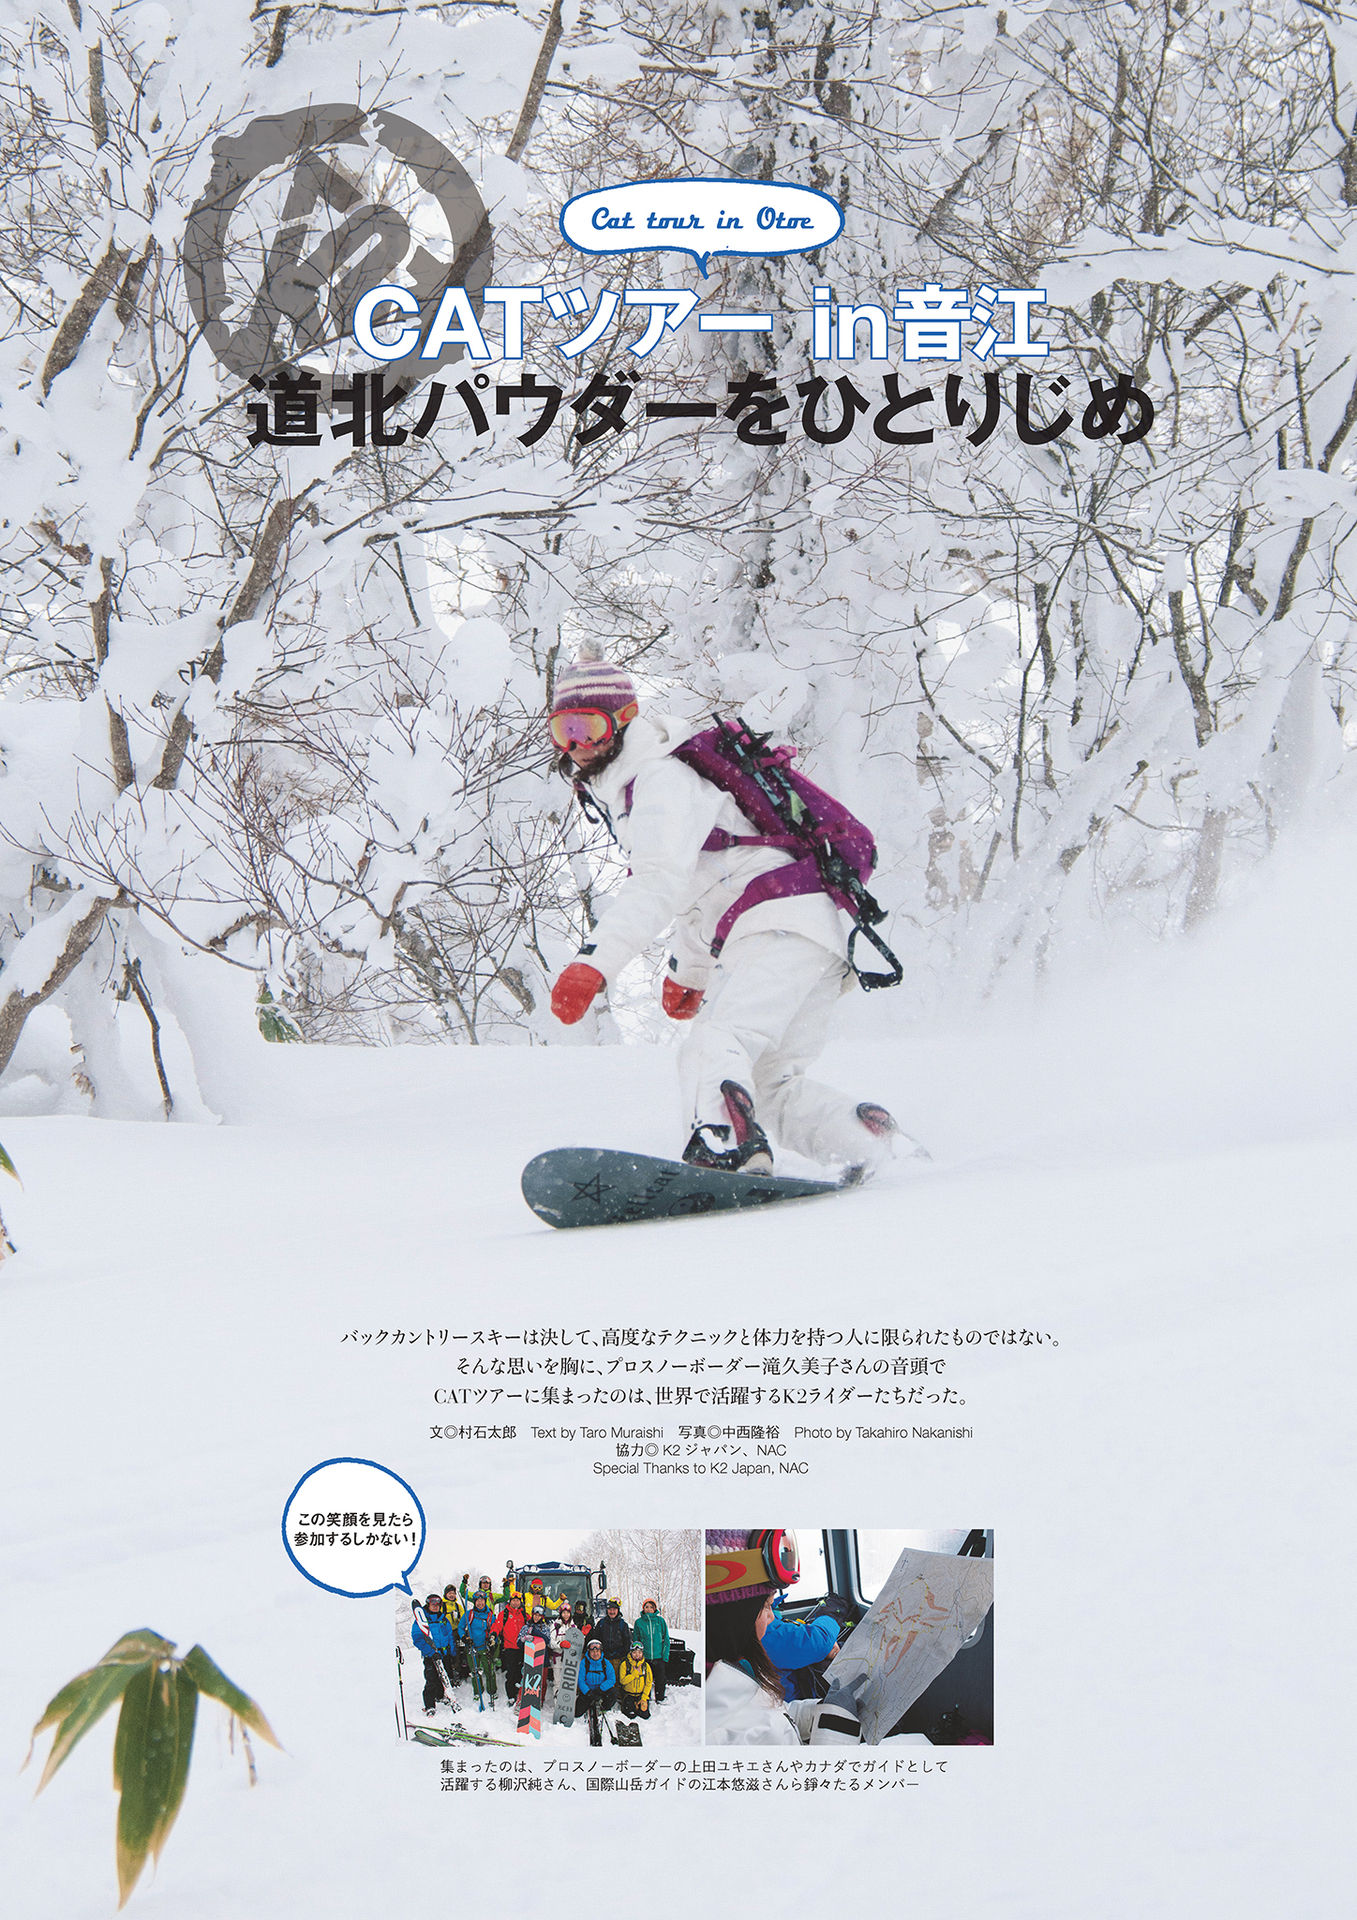 Cat tour in Otoe
CATツアー in音江
道北パウダーをひとりじめ
バックカントリースキーは決して、高度なテクニックと体力を持つ人に限られたものではない。
そんな思いを胸に、プロスノーボーダー滝久美子さんの音頭で
CATツアーに集まったのは、世界で活躍するK2ライダーたちだった。
文◎村石太郎 Text by Taro Muraishi 写真◎中西隆裕 Photo by Takahiro Nakanishi
協力◎ K2 ジャパン、NAC
Special Thanks to K2 Japan, NAC
この笑顔を見たら
参加するしかない!
K2
RIDE
集まったのは、プロスノーボーダーの上田ユキエさんやカナダでガイドとして
活躍する柳沢純さん、国際山岳ガイドの江本悠滋さんら錚々たるメンバー